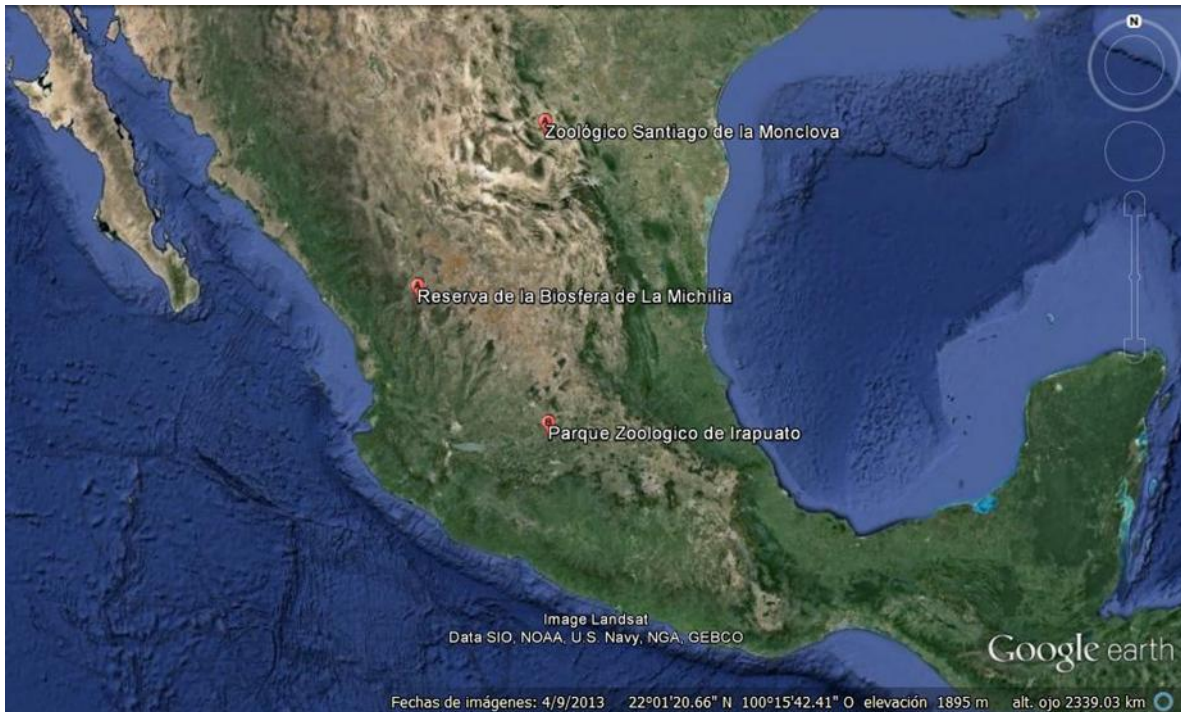 N
Zoológico Santiago de la Monclova
Reserva de la Biosfera de La Michilía
Parque Zoologico de Irapuato
Image Landsat
Data SIO, NOAA, U.S. Navy, NGA, GEBCO
Google earth
Fechas de imágenes: 4/9/2013 22°01'20.66" N 100°15'42.41" O elevación 1895 m alt. ojo 2339.03 km